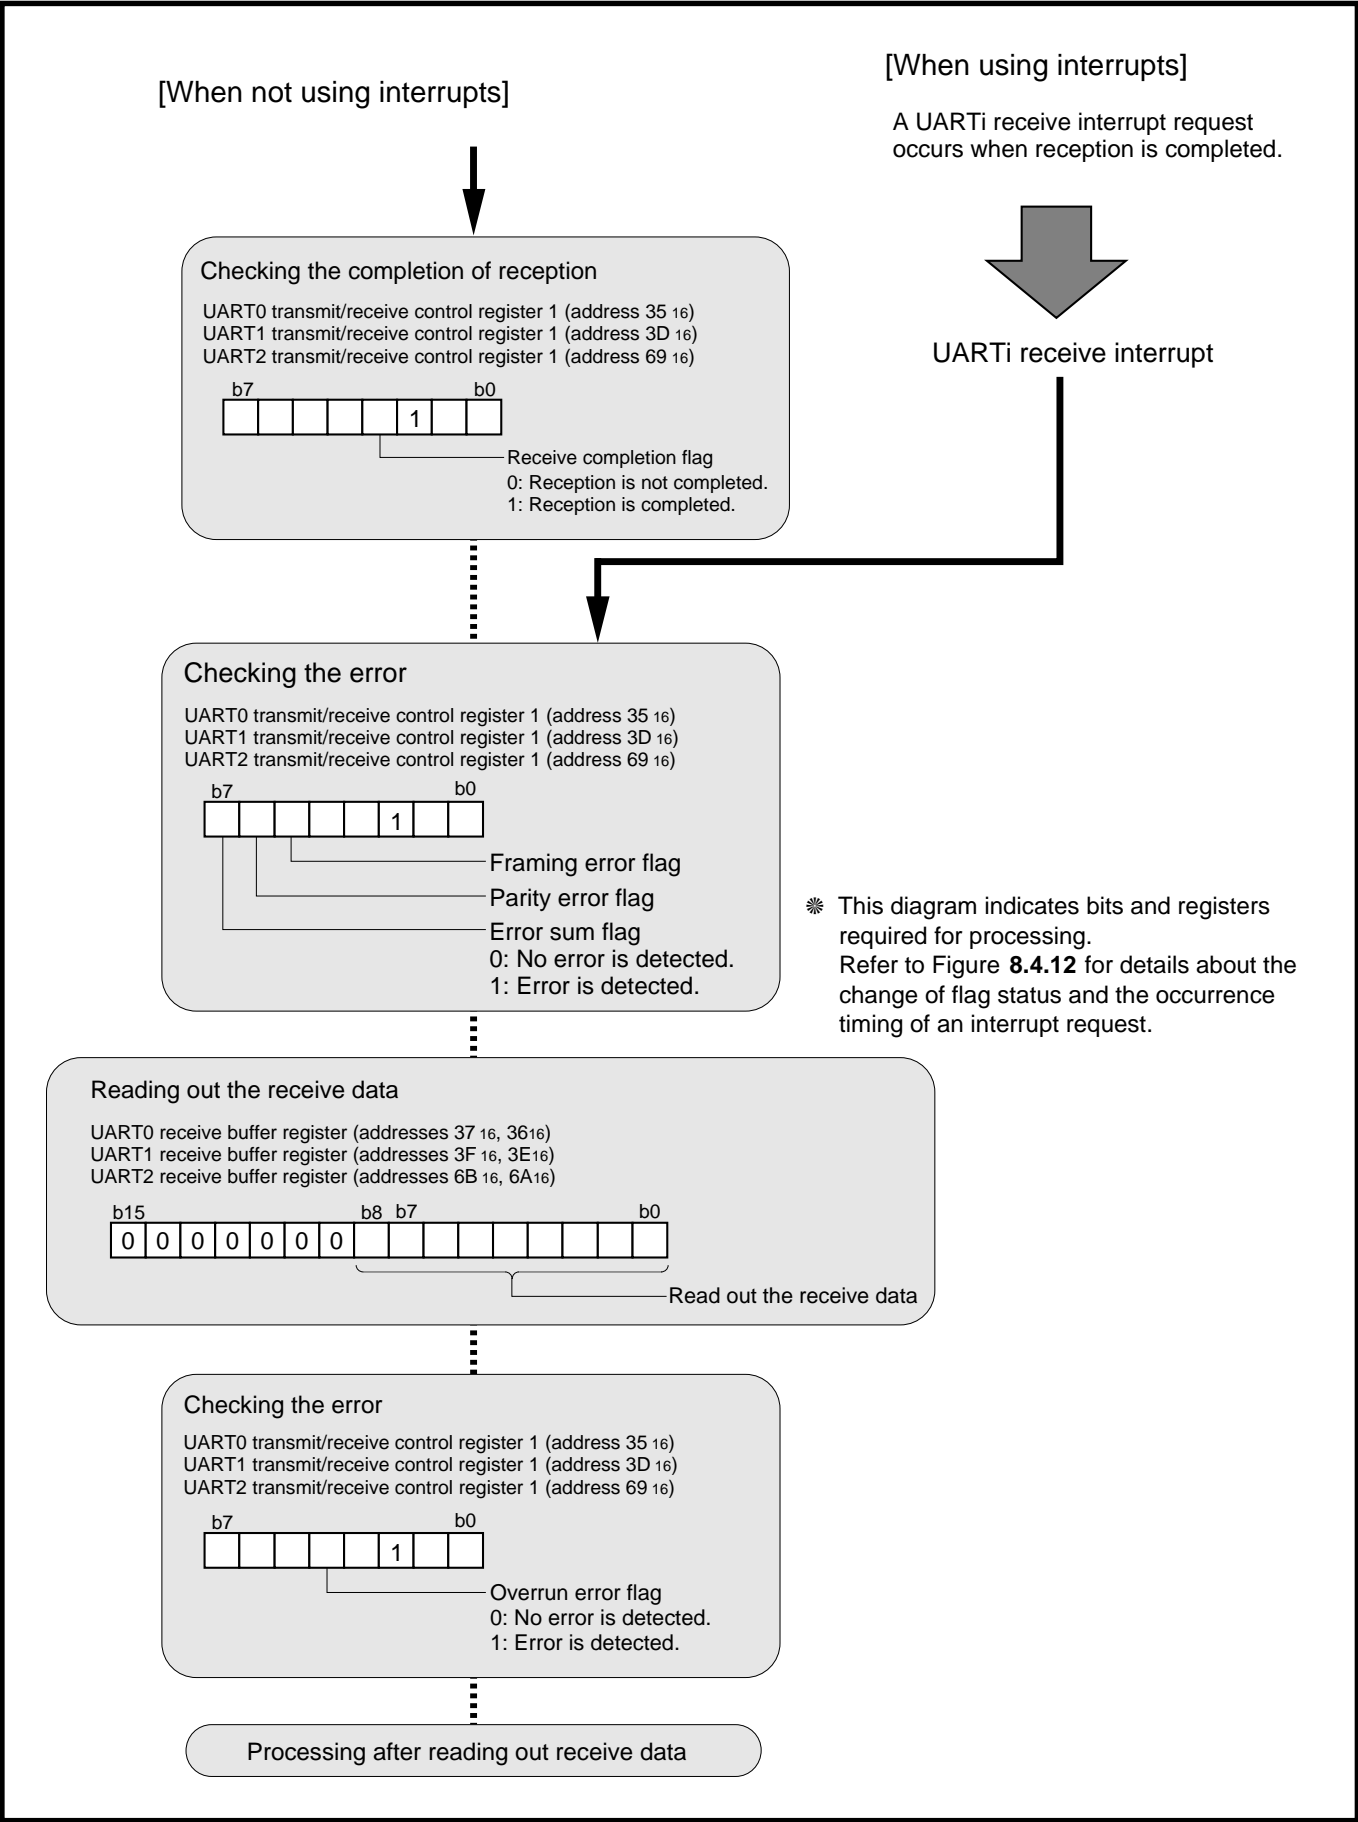 [When not using interrupts]
[When using interrupts]
A UARTi receive interrupt request
occurs when reception is completed.
UARTi receive interrupt
Checking the completion of reception
UART0 transmit/receive control register 1 (address 35 16)
UART1 transmit/receive control register 1 (address 3D 16)
UART2 transmit/receive control register 1 (address 69 16)
b7 b0
1
Receive completion flag
0: Reception is not completed.
1: Reception is completed.
Checking the error
UART0 transmit/receive control register 1 (address 35 16)
UART1 transmit/receive control register 1 (address 3D 16)
UART2 transmit/receive control register 1 (address 69 16)
b7 b0
1
Framing error flag
Parity error flag
Error sum flag
0: No error is detected.
1: Error is detected.
❋ This diagram indicates bits and registers
required for processing.
Refer to Figure 8.4.12 for details about the
change of flag status and the occurrence
timing of an interrupt request.
Reading out the receive data
UART0 receive buffer register (addresses 37 16, 3616)
UART1 receive buffer register (addresses 3F 16, 3E16)
UART2 receive buffer register (addresses 6B 16, 6A16)
b15 b8 b7 b0
0 0 0 0 0 0 0
Read out the receive data
Checking the error
UART0 transmit/receive control register 1 (address 35 16)
UART1 transmit/receive control register 1 (address 3D 16)
UART2 transmit/receive control register 1 (address 69 16)
b7 b0
1
Overrun error flag
0: No error is detected.
1: Error is detected.
Processing after reading out receive data